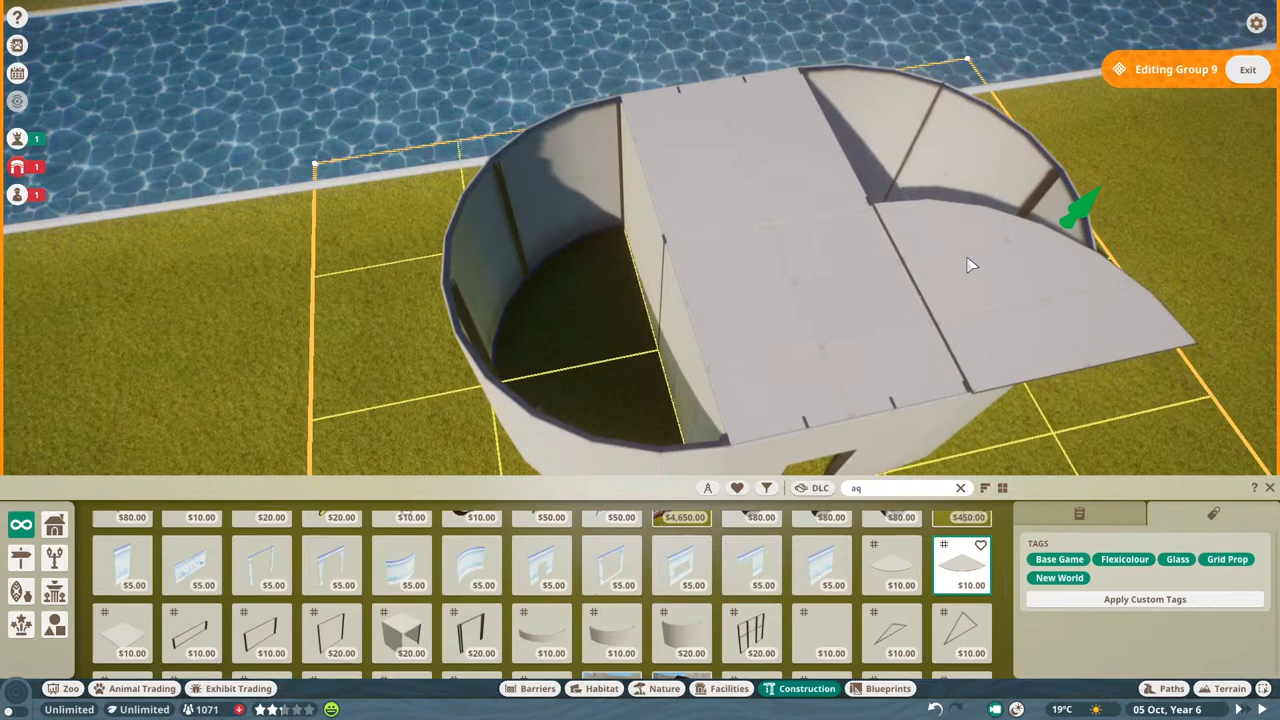 ?
Editing Group 9 Exit
1
1
1
DLC aq
?
$80.00 $10.00 $20.00 $20.00 $10.00 $10.00 $50.00 $50.00 $4,650.00 $80.00 $80.00 $80.00 $450.00
$5.00 $5.00 $5.00 $5.00 $5.00 $5.00 $5.00 $5.00 $5.00 $5.00 $5.00 $10.00 $10.00
$10.00 $10.00 $10.00 $20.00 $20.00 $20.00 $10.00 $10.00 $20.00 $20.00 $10.00 $10.00 $10.00
TAGS
Base Game Flexicolour Glass Grid Prop
New World
Apply Custom Tags
Zoo Animal Trading Exhibit Trading Barriers Habitat Nature Facilities Construction Blueprints Paths Terrain
Unlimited Unlimited 1071 19°C 05 Oct, Year 6